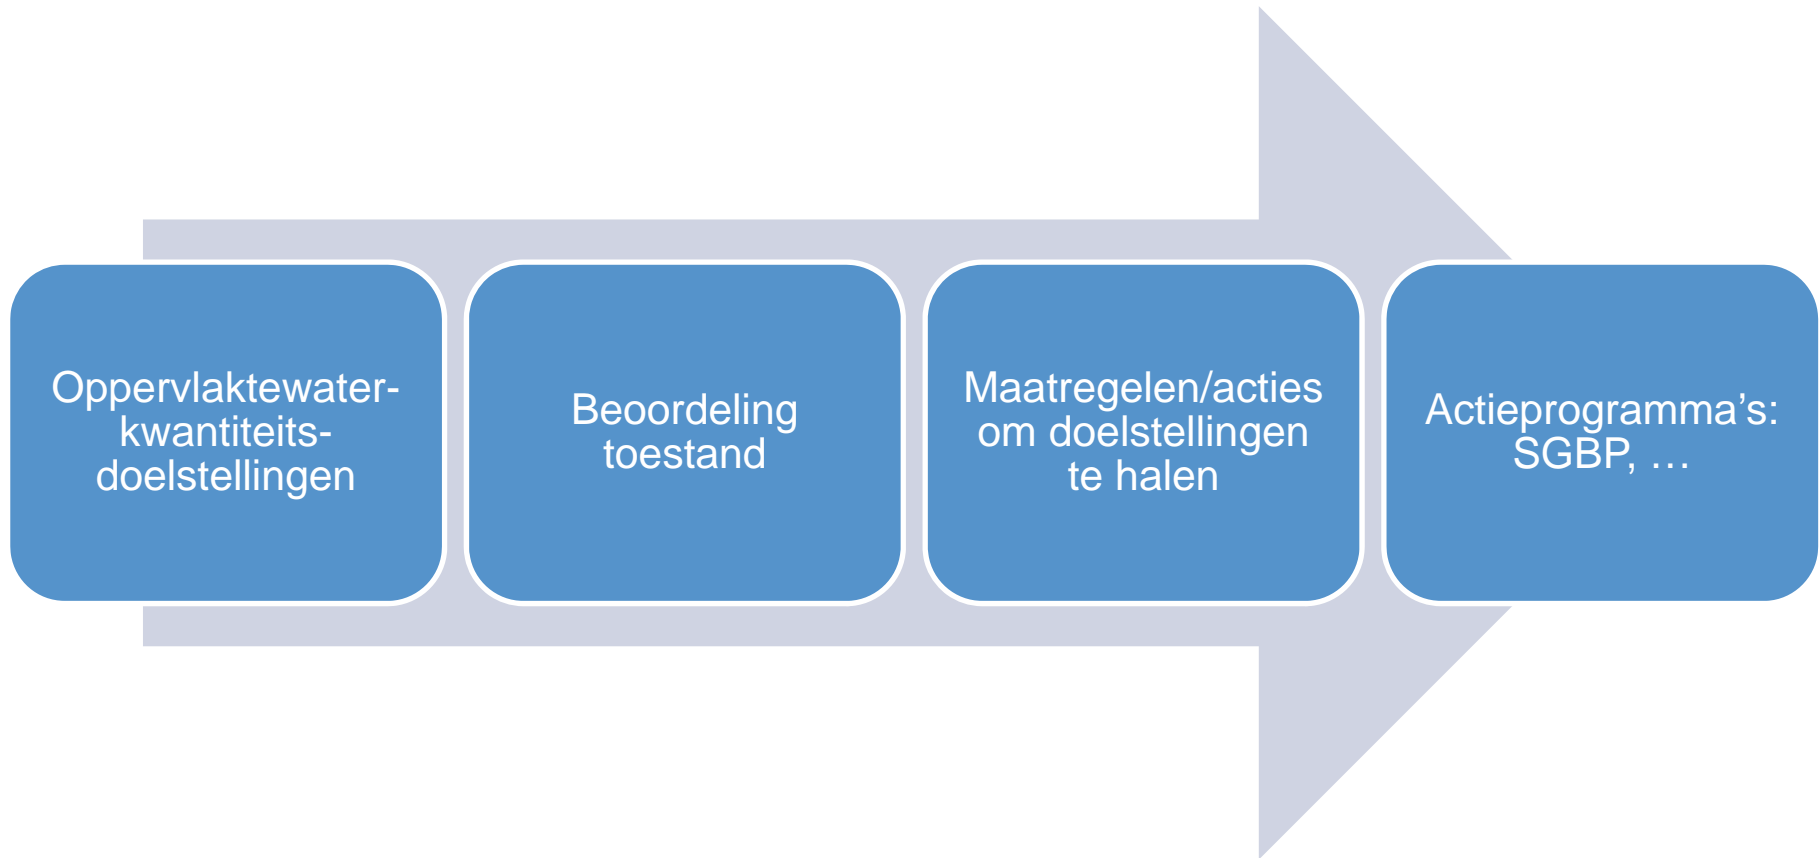 Oppervlaktewater-
kwantiteits-
doelstellingen
Beoordeling
toestand
Maatregelen/acties
om doelstellingen
te halen
Actieprogramma’s:
SGBP, …